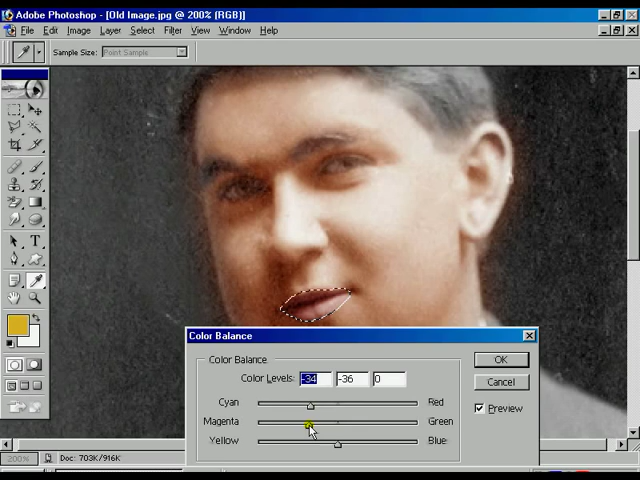 Adobe Photoshop - [Old Image.jpg @ 200% (RGB)]
File Edit Image Layer Select Filter View Window Help
Sample Size: Point Sample
T
Color Balance
Color Balance
Color Levels: -34 -36 0
OK
Cyan Red
Cancel
Magenta Green
Preview
Yellow Blue
200% Doc: 703K/916K